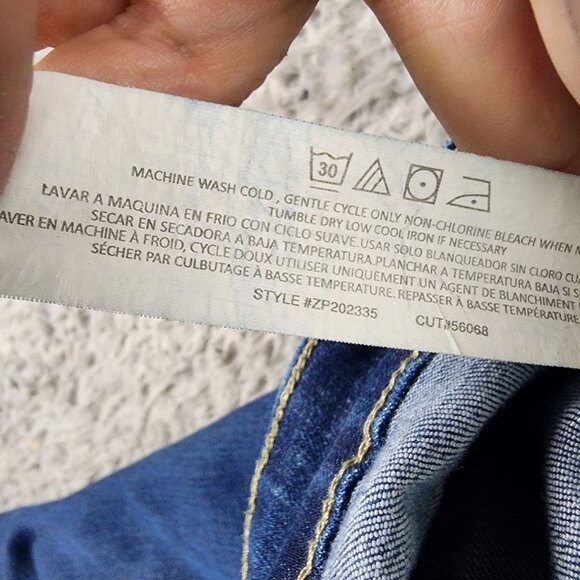 30
MACHINE WASH COLD , GENTLE CYCLE ONLY NON-CHLORINE BLEACH WHEN
TUMBLE DRY LOW COOL IRON IF NECESSARY
LAVAR A MAQUINA EN FRIO CON CICLO SUAVE.USAR SOLO BLANQUEADOR SIN CLORO
SECAR EN SECADORA A BAJA TEMPERATURA.PLANCHAR A TEMPERATURA BAJA SI
AVER EN MACHINE À FROID, CYCLE DOUX UTILISER UNIQUEMENT UN AGENT DE BLANCHIMENT
SÉCHER PAR CULBUTAGE À BASSE TEMPERATURE. REPASSER À BASSE TEMPÉRATURE
STYLE #ZP202335 CUT#56068